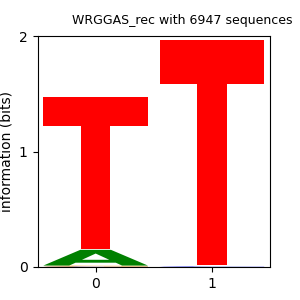 WRGGAS_rec with 6947 sequences
2
1
0
information (bits)
T
A
T
0
1